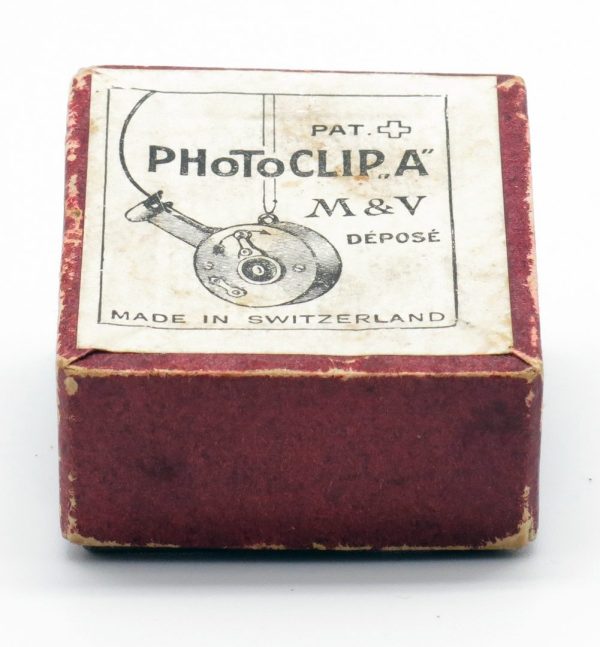 PAT.
PHOTOCLIP „A"
M & V
DÉPOSÉ
MADE IN SWITZERLAND